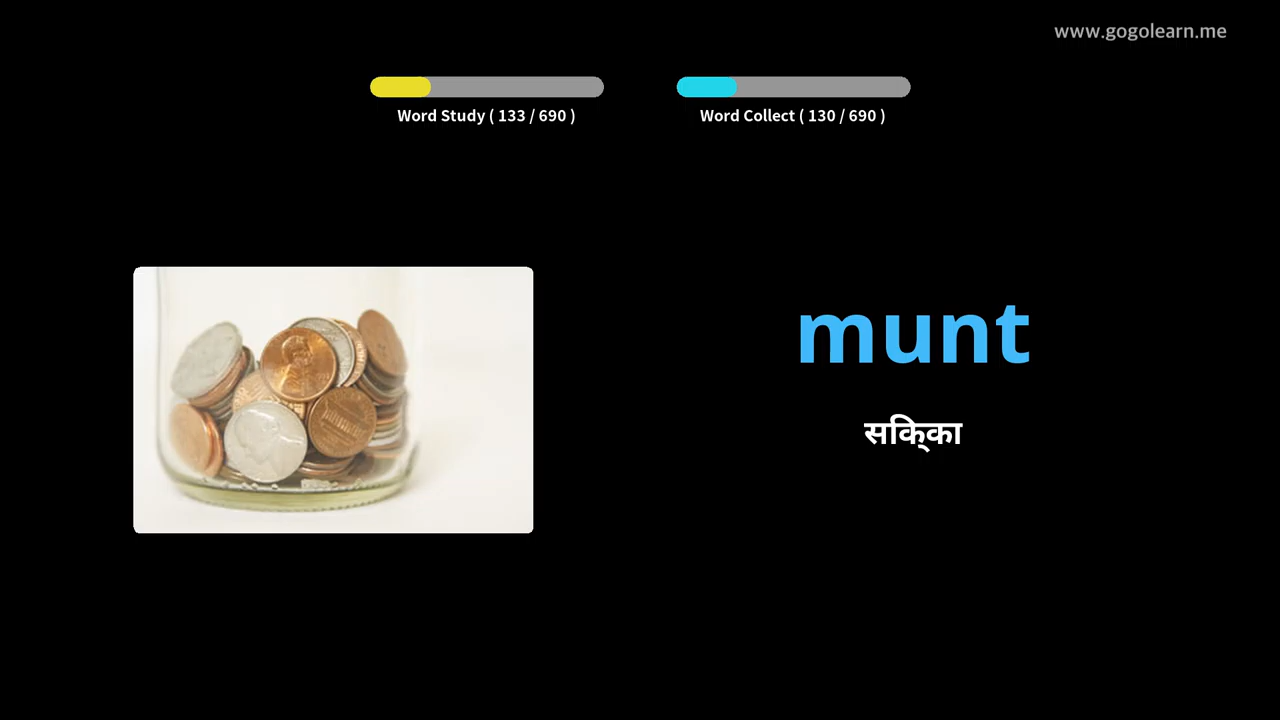 www.gogolearn.me
Word Study ( 133 / 690 )
Word Collect ( 130 / 690 )
munt
सिक्का